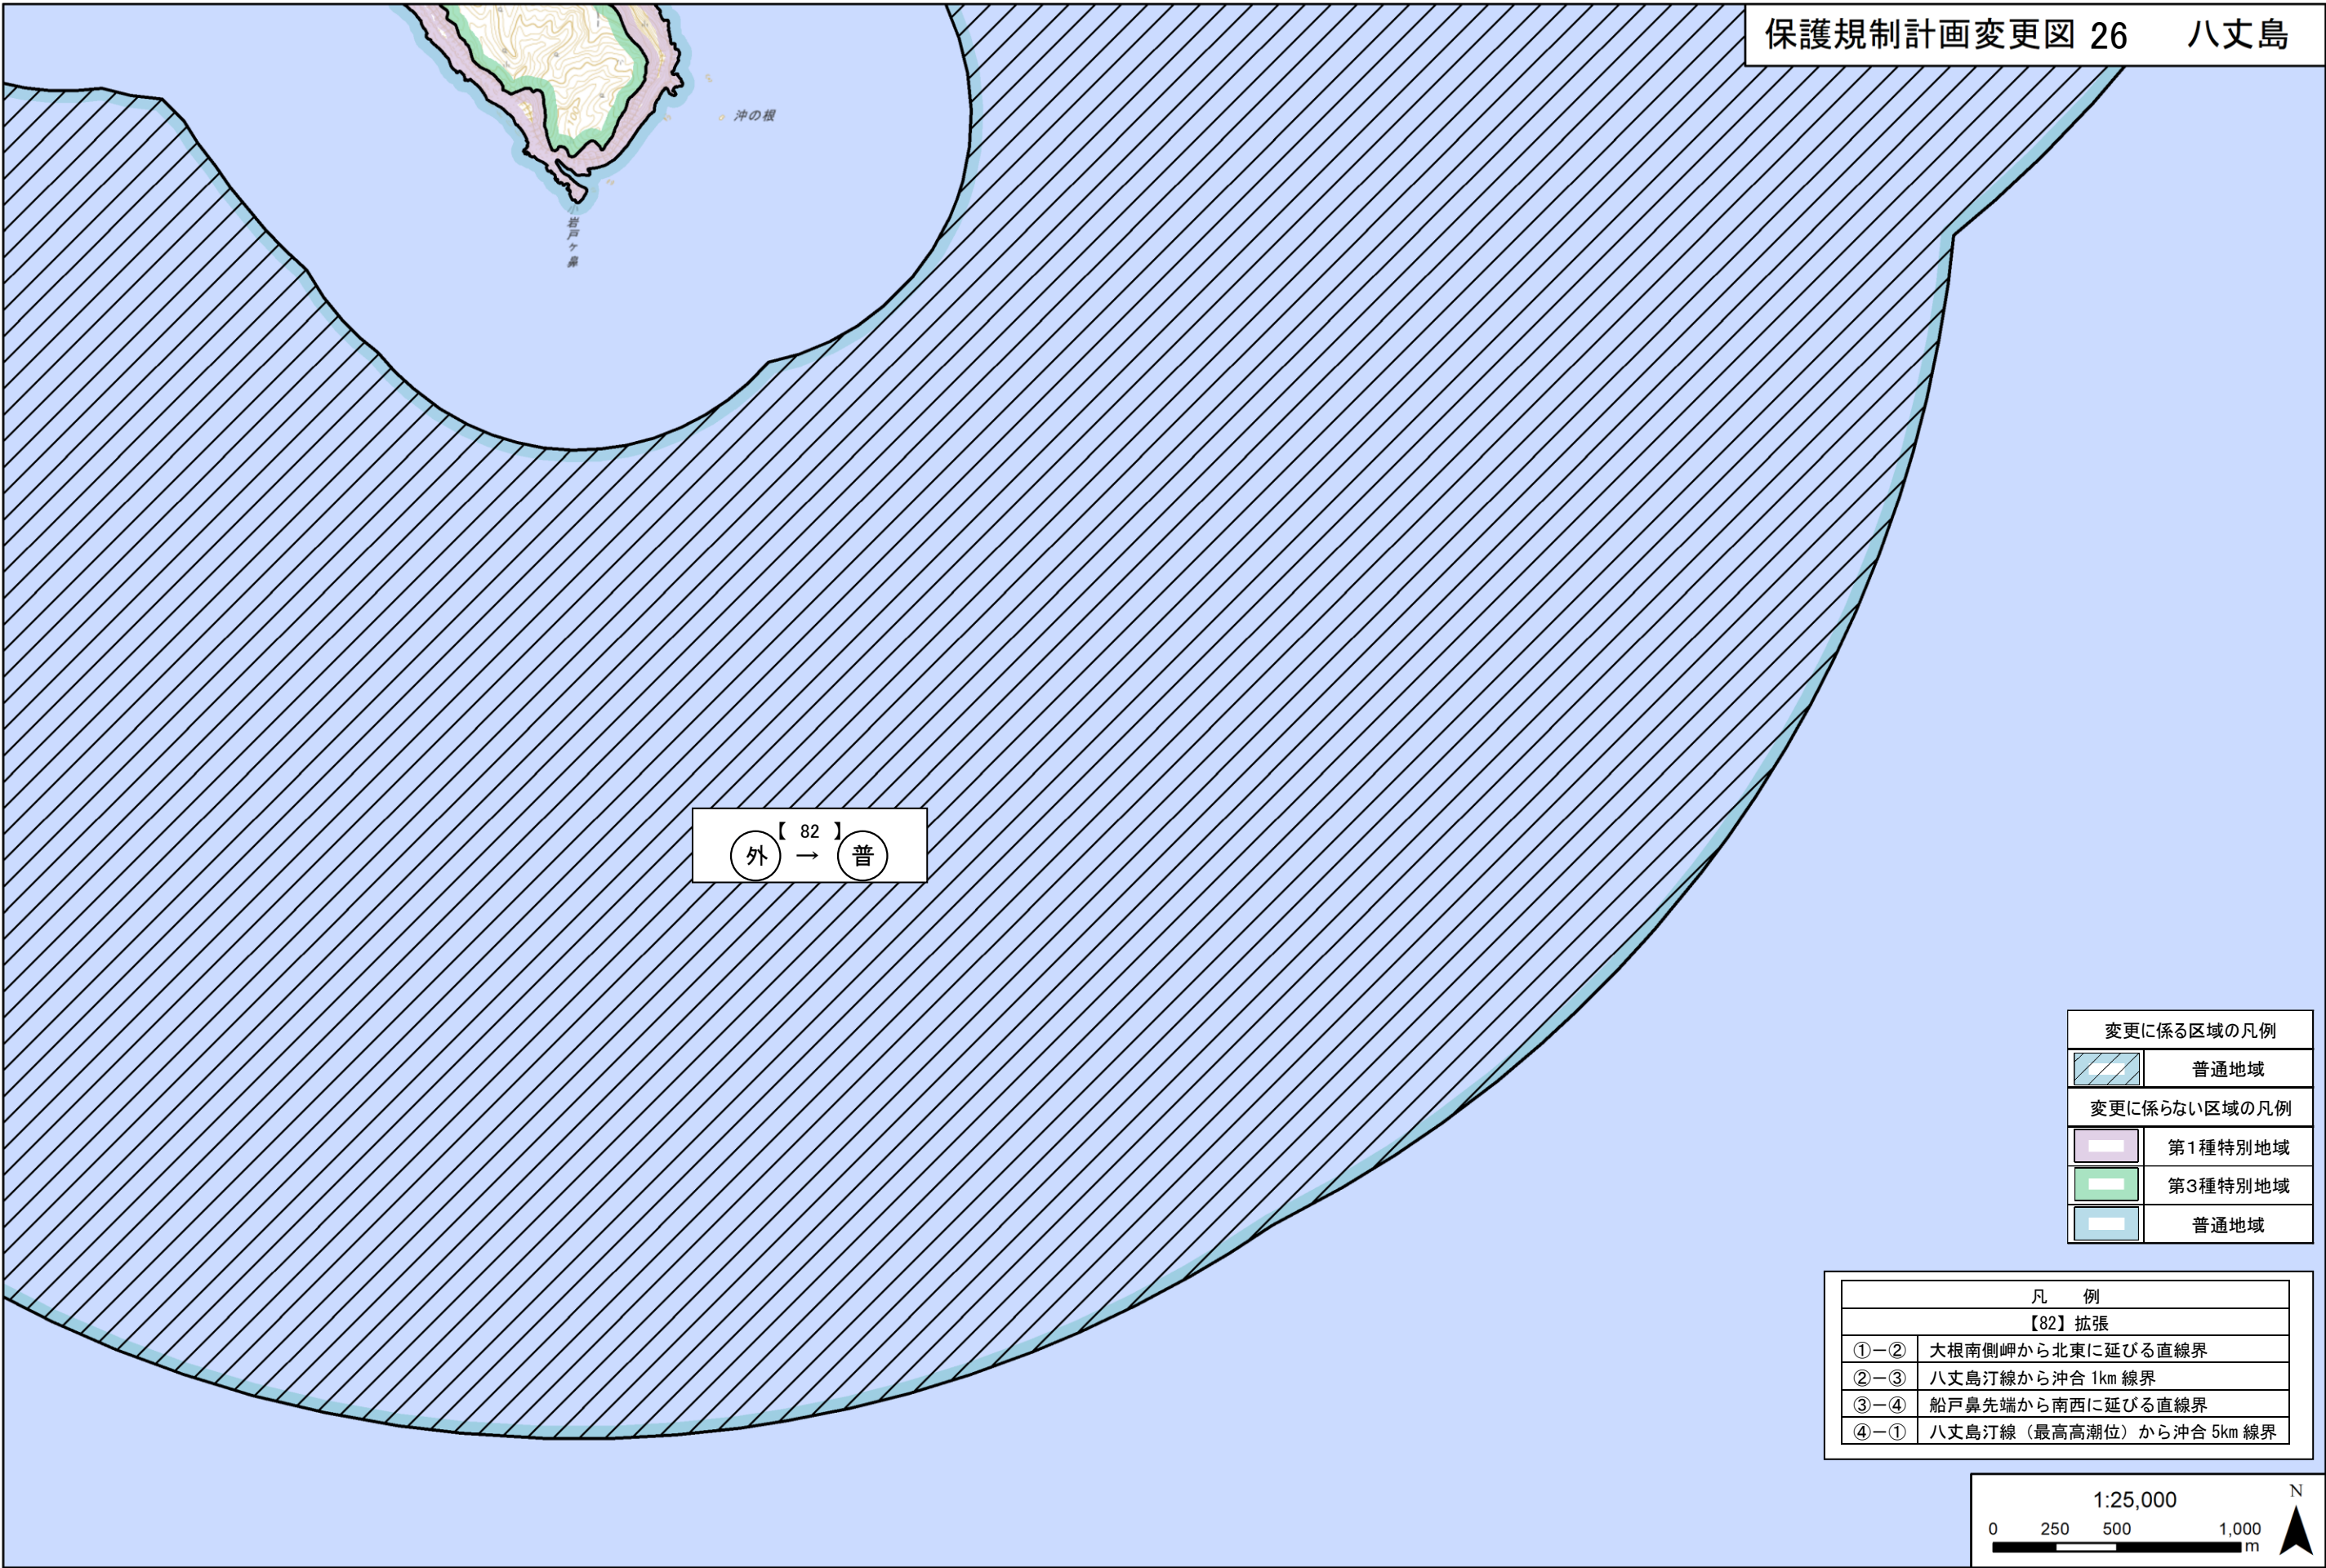 保護規制計画変更図 26　八丈島
沖の根
小岩戸ヶ鼻
【 82 】
外 → 普
変更に係る区域の凡例
普通地域
変更に係らない区域の凡例
第1種特別地域
第3種特別地域
普通地域
凡　例
【82】拡張
①－② 大根南側岬から北東に延びる直線界
②－③ 八丈島汀線から沖合 1km 線界
③－④ 船戸鼻先端から南西に延びる直線界
④－① 八丈島汀線（最高高潮位）から沖合 5km 線界
1:25,000
N
0 250 500 1,000
m